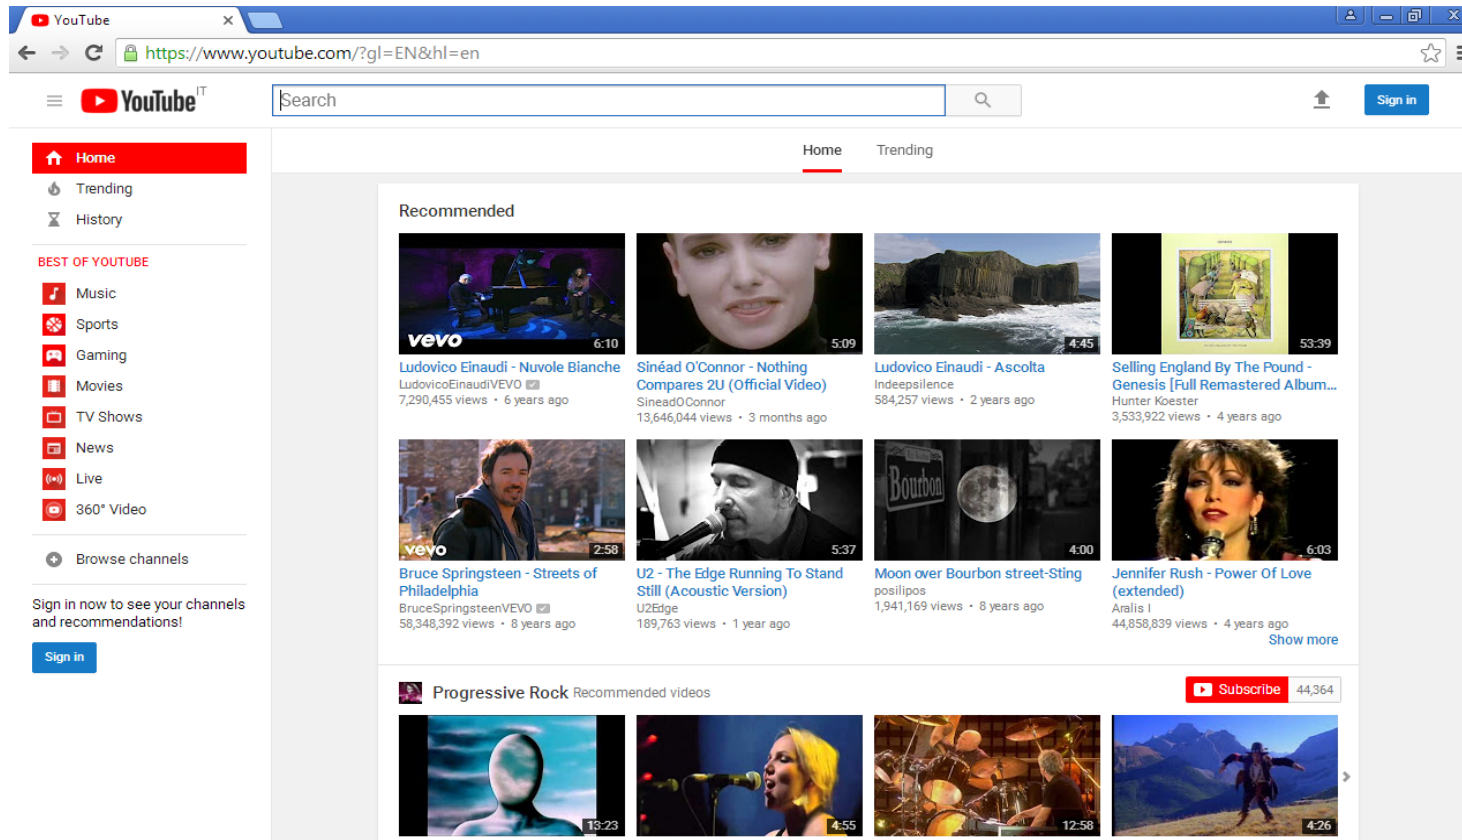 YouTube
https://www.youtube.com/?gl=EN&hl=en
YouTube IT
Search
Sign in
Home
Trending
History
BEST OF YOUTUBE
Music
Sports
Gaming
Movies
TV Shows
News
Live
360° Video
Browse channels
Sign in now to see your channels
and recommendations!
Sign in
Home Trending
Recommended
vevo 6:10
Ludovico Einaudi - Nuvole Bianche
LudovicoEinaudiVEVO
7,290,455 views • 6 years ago
5:09
Sinéad O'Connor - Nothing
Compares 2U (Official Video)
SineadOConnor
13,646,044 views • 3 months ago
4:45
Ludovico Einaudi - Ascolta
Indeepsilence
584,257 views • 2 years ago
GENESIS
53:39
Selling England By The Pound -
Genesis [Full Remastered Album...
Hunter Koester
3,533,922 views • 4 years ago
vevo 2:58
Bruce Springsteen - Streets of
Philadelphia
BruceSpringsteenVEVO
58,348,392 views • 8 years ago
5:37
U2 - The Edge Running To Stand
Still (Acoustic Version)
U2Edge
189,763 views • 1 year ago
Bourbon
4:00
Moon over Bourbon street-Sting
posilipos
1,941,169 views • 8 years ago
6:03
Jennifer Rush - Power Of Love
(extended)
Aralis I
44,858,839 views • 4 years ago
Show more
Progressive Rock Recommended videos
Subscribe 44,364
13:23
4:55
12:58
4:26